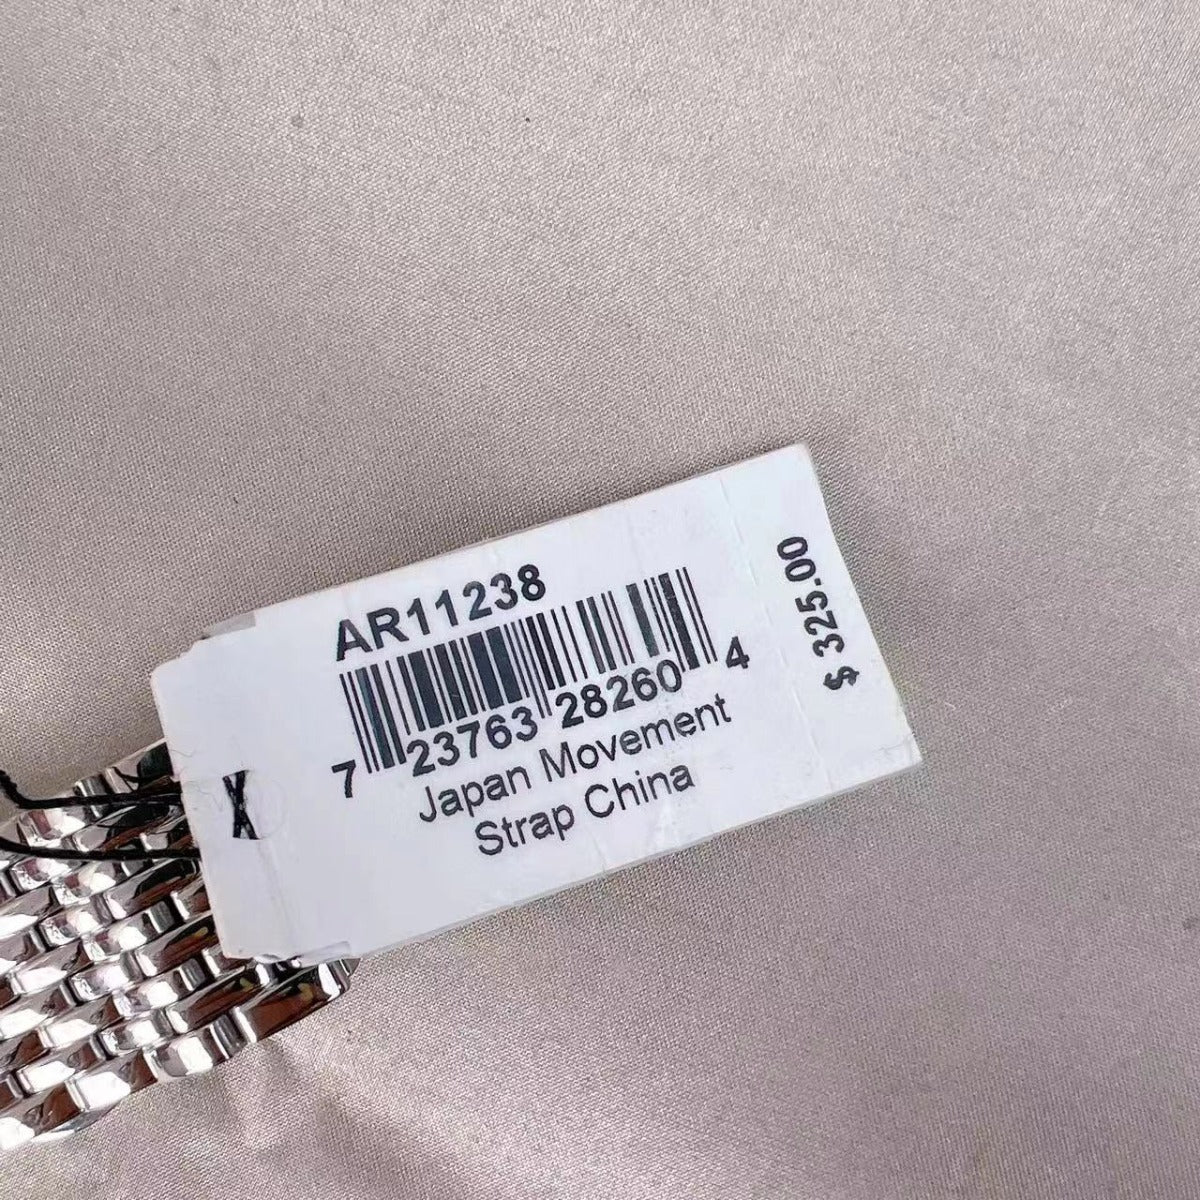 AR11238
7 23763 28260 4
Japan Movement
Strap China
$ 325.00
X